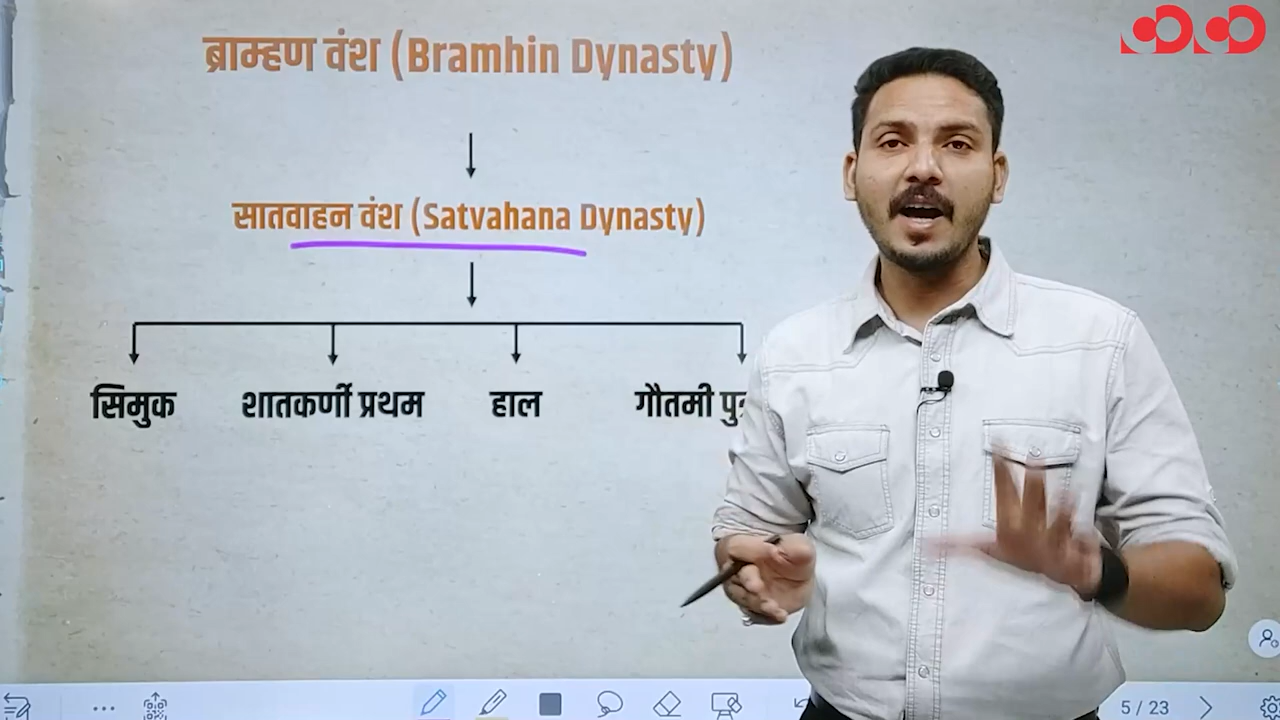 ब्राम्हण वंश (Bramhin Dynasty)
सातवाहन वंश (Satvahana Dynasty)
सिमुक शातकर्णी प्रथम हाल गौतमी
5 / 23